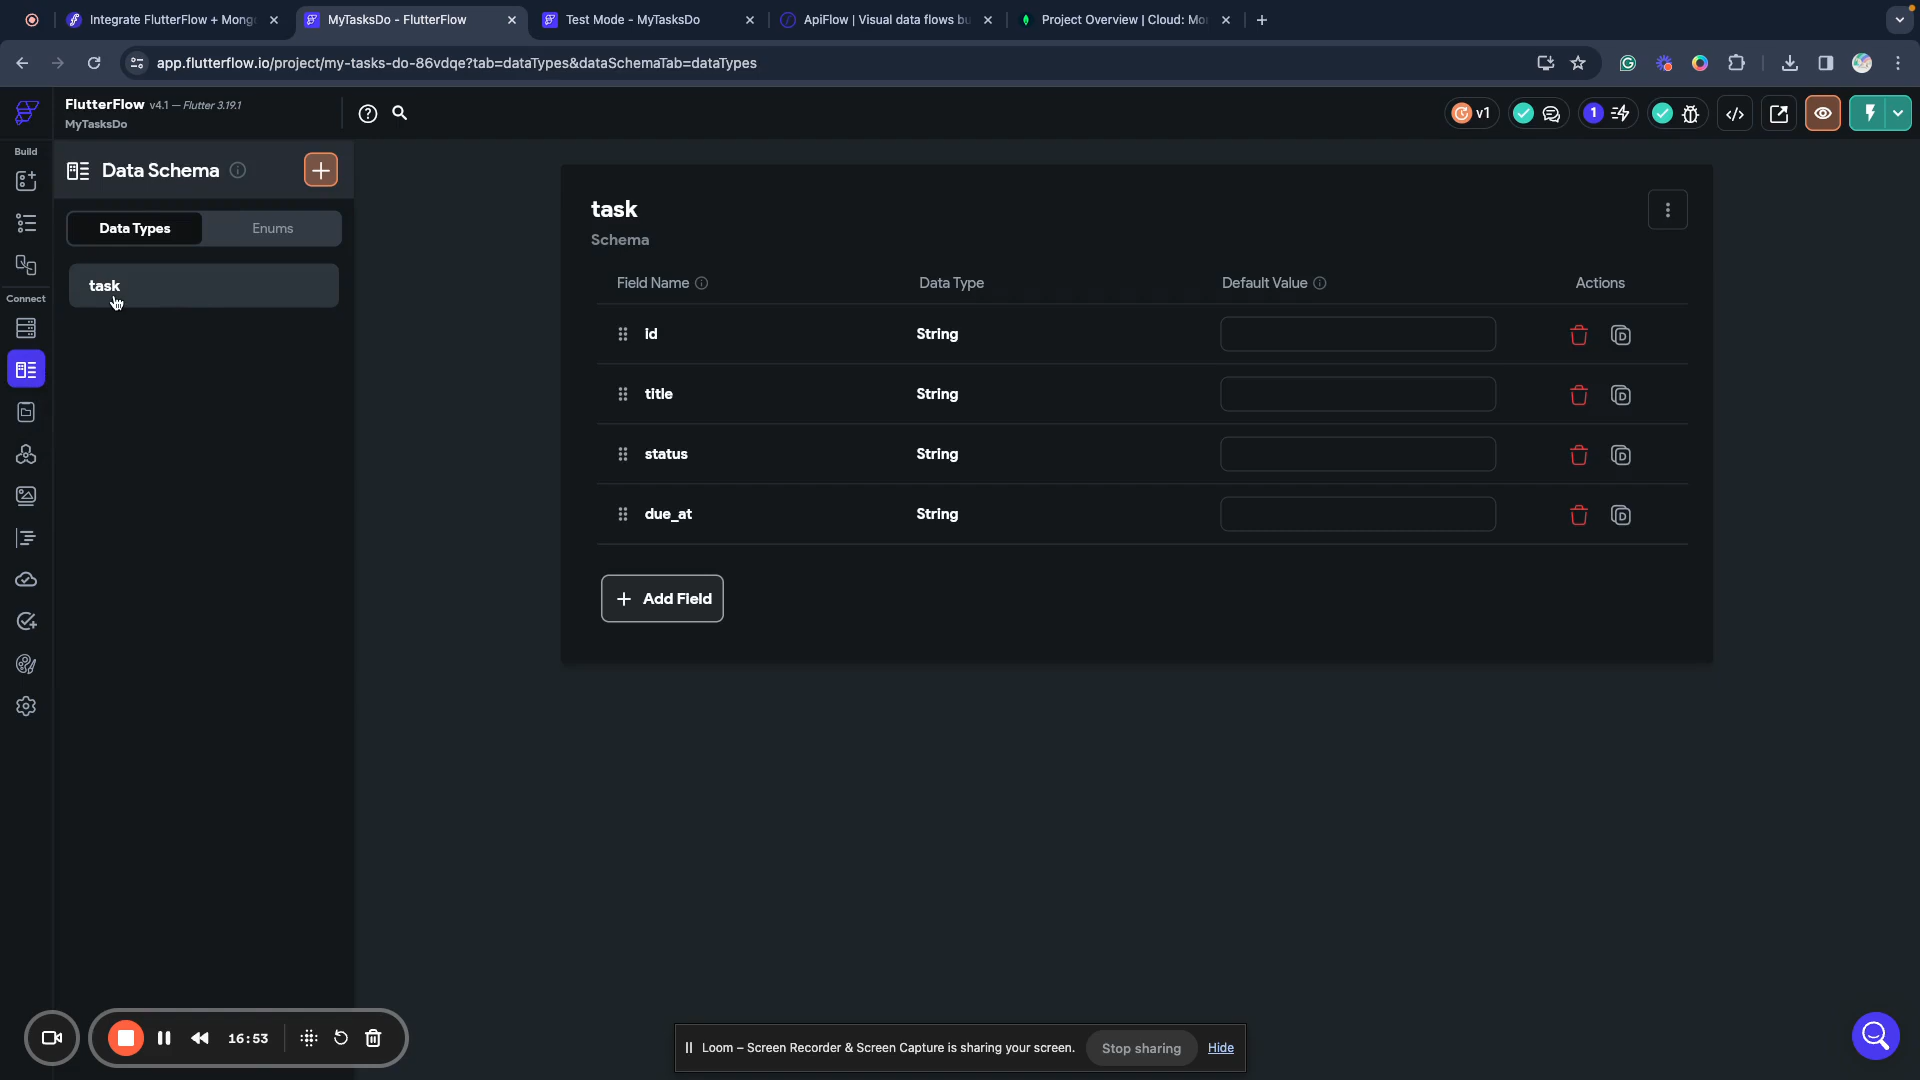 Integrate FlutterFlow + Mong
MyTasksDo - FlutterFlow
Test Mode - MyTasksDo
ApiFlow | Visual data flows bu
Project Overview | Cloud: Mo
app.flutterflow.io/project/my-tasks-do-86vdqe?tab=dataTypes&dataSchemaTab=dataTypes
FlutterFlow v4.1 — Flutter 3.19.1
MyTasksDo
v1
1
Build
Data Schema
Data Types
Enums
task
Connect
task
Schema
Field Name
Data Type
Default Value
Actions
id
String
title
String
status
String
due_at
String
+ Add Field
16:53
Loom – Screen Recorder & Screen Capture is sharing your screen.
Stop sharing
Hide